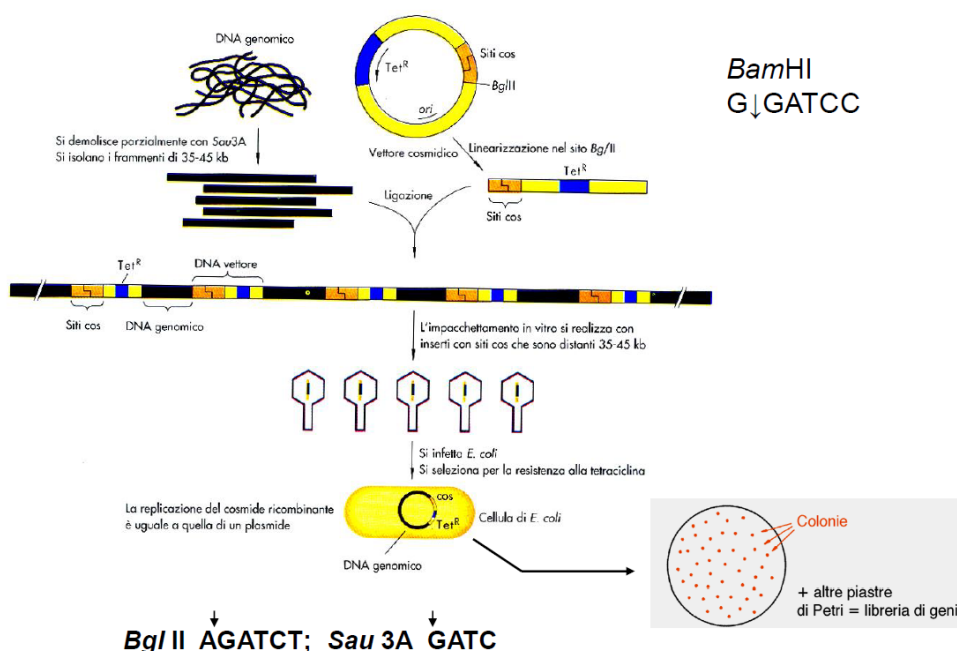 DNA genomico
Siti cos
Tet^R
BglII
ori
Vettore cosmidico
BamHI
G↓GATCC
Si demolisce porzialmente con Sau3A
Si isolano i frammenti di 35-45 kb
Linearizzazione nel sito Bg/II
Tet^R
Ligazione
Siti cos
Tet^R
DNA vettore
Siti cos
DNA genomico
L'impacchettamento in vitro si realizza con
inserti con siti cos che sono distanti 35-45 kb
Si infetta E. coli
Si seleziona per la resistenza alla tetraciclina
La replicazione del cosmide ricombinante
è uguale a quella di un plasmide
cos
Tet^R
Cellula di E. coli
DNA genomico
Colonie
+ altre piastre
di Petri = libreria di geni
Bgl II AGATCT; Sau 3A GATC